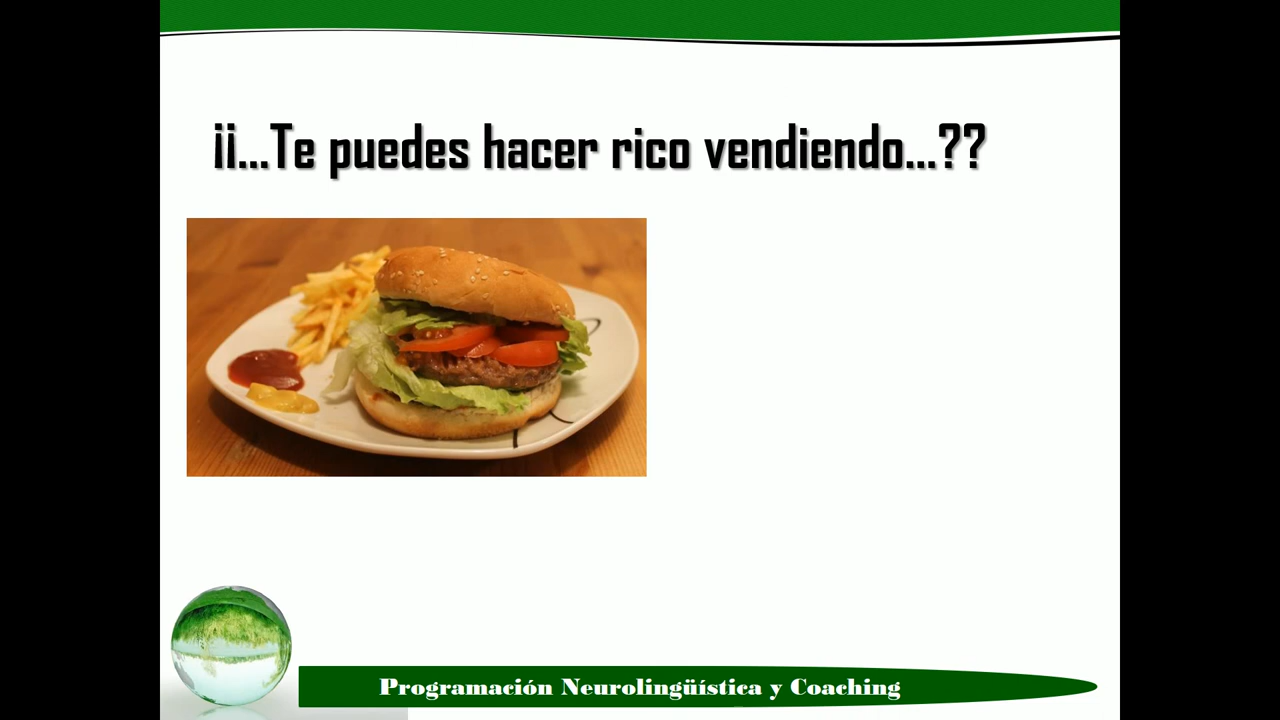 ¡¡...Te puedes hacer rico vendiendo...??
Programación Neurolingüística y Coaching